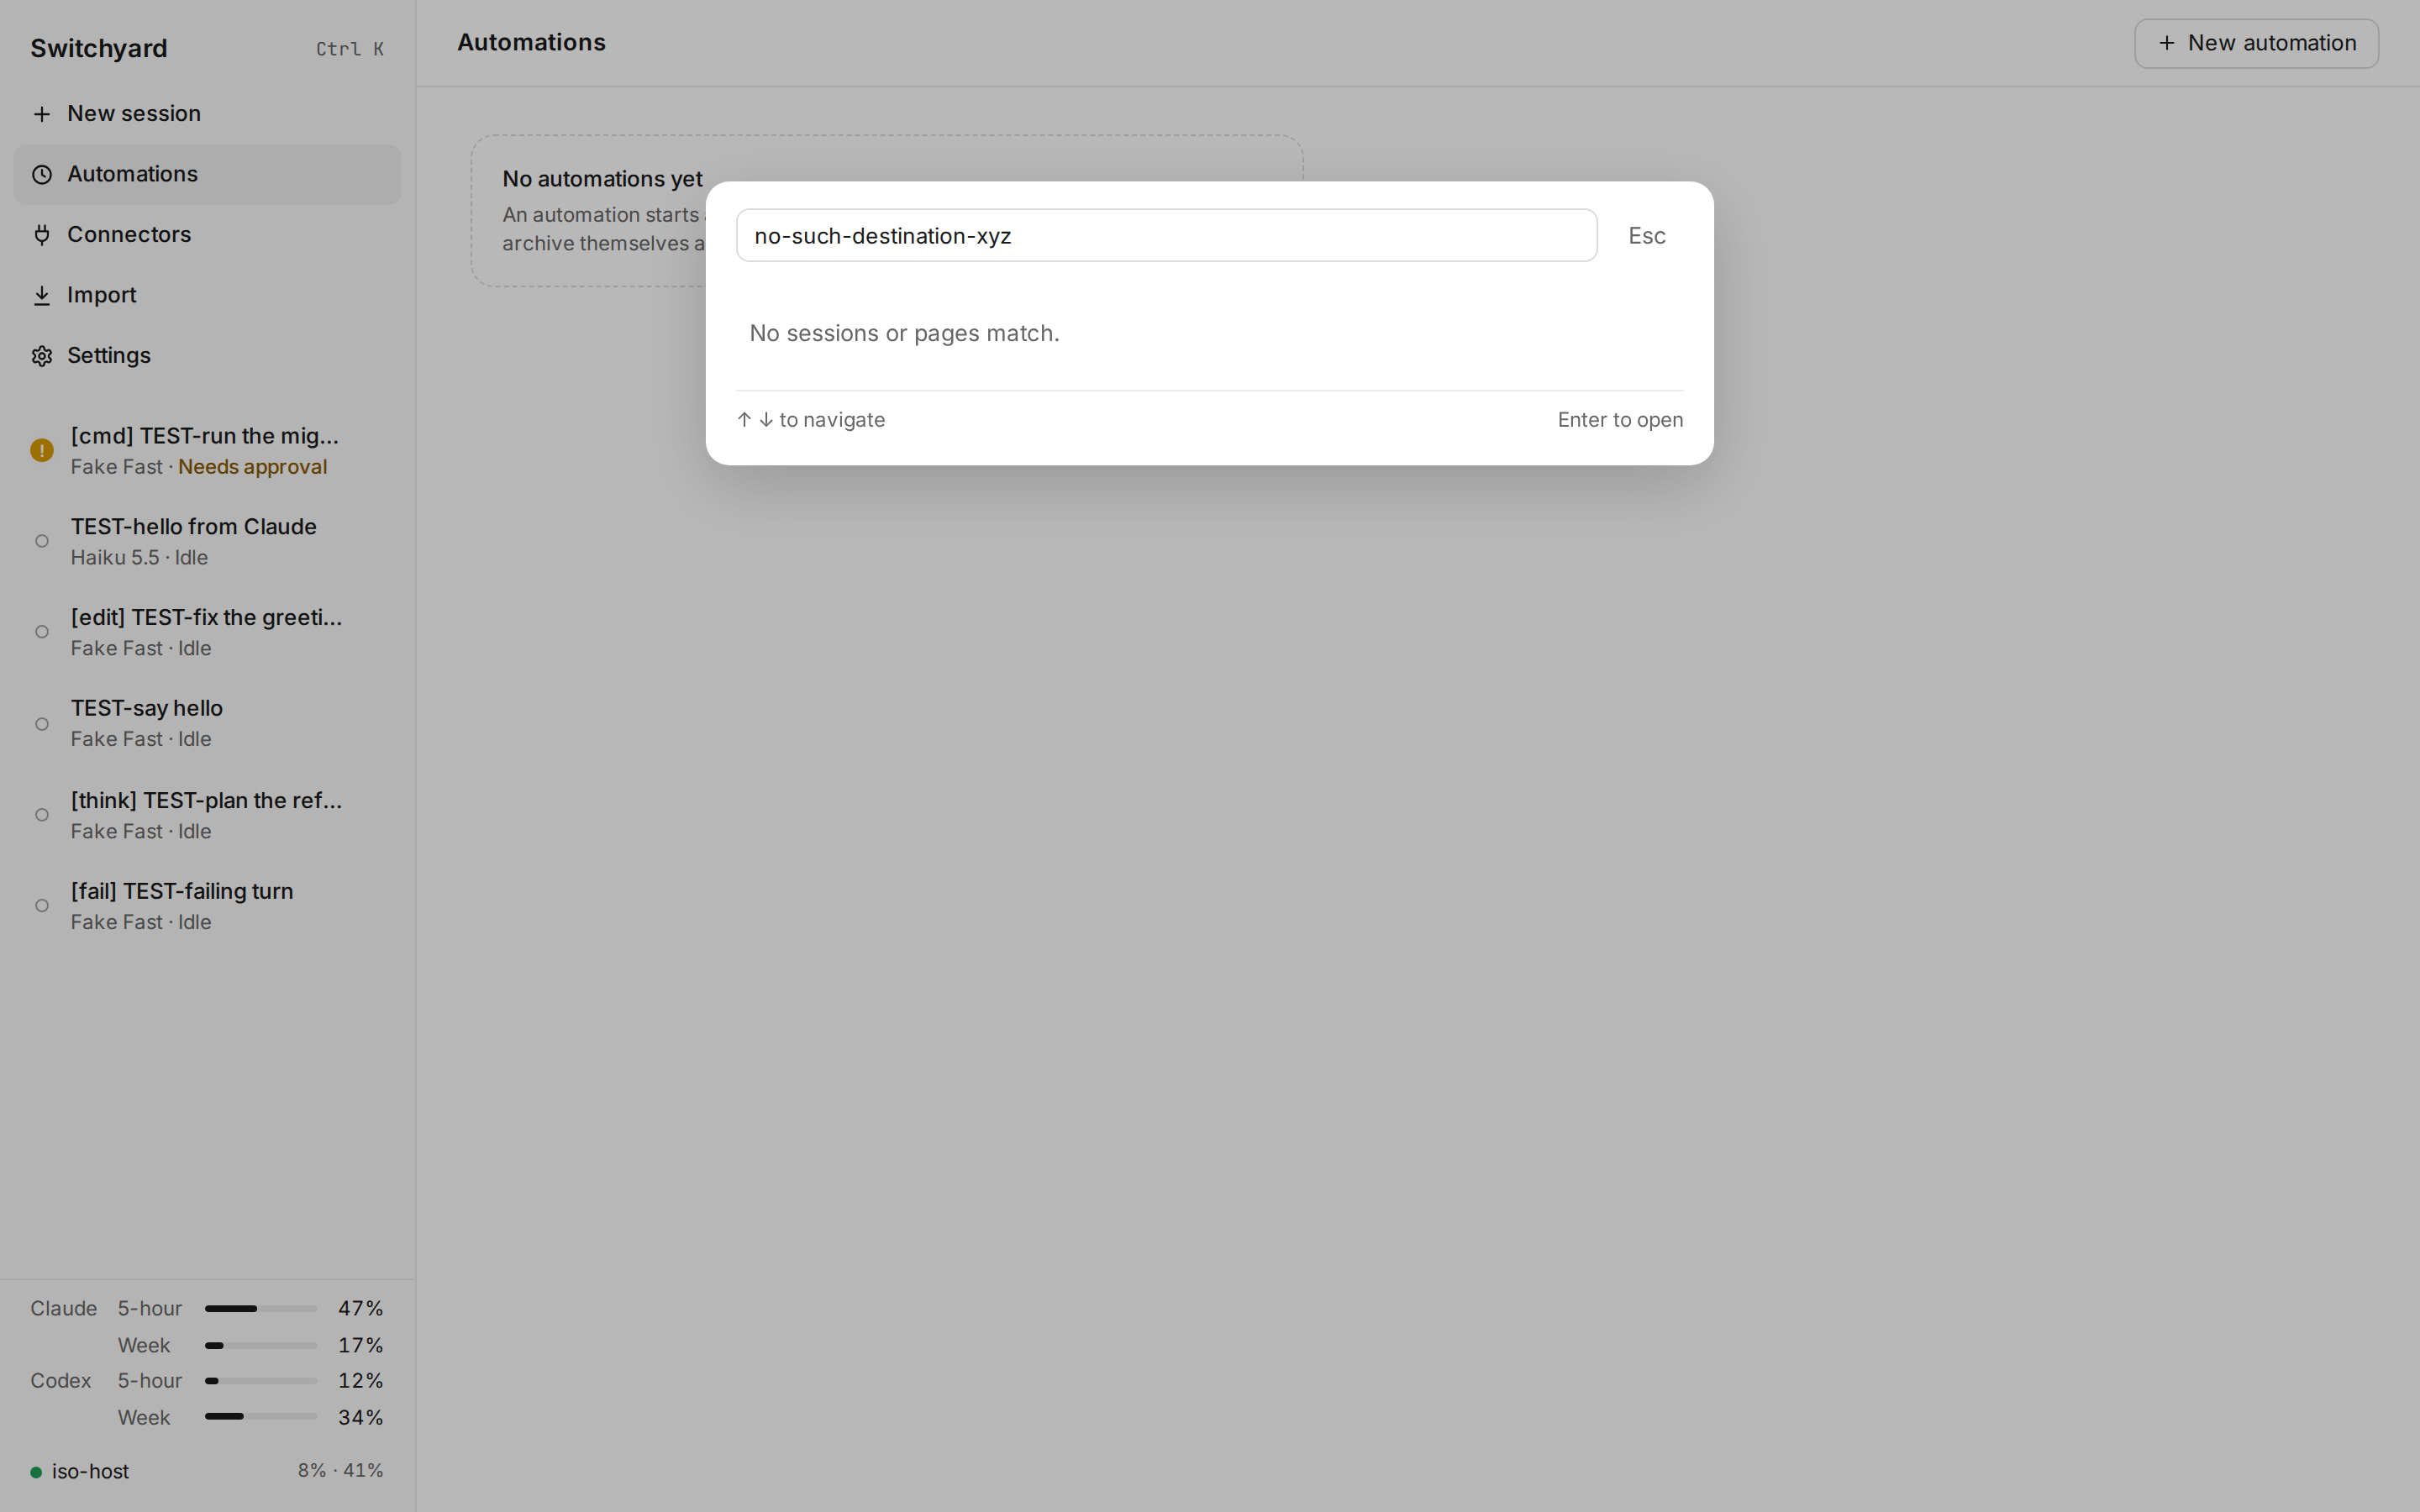 Switchyard
Ctrl K
New session
Automations
Connectors
Import
Settings
[cmd] TEST-run the mig...
Fake Fast · Needs approval
TEST-hello from Claude
Haiku 5.5 · Idle
[edit] TEST-fix the greeti...
Fake Fast · Idle
TEST-say hello
Fake Fast · Idle
[think] TEST-plan the ref...
Fake Fast · Idle
[fail] TEST-failing turn
Fake Fast · Idle
Claude 5-hour 47%
Week 17%
Codex 5-hour 12%
Week 34%
iso-host 8% · 41%
Automations
+ New automation
No automations yet
An automation starts
archive themselves a
no-such-destination-xyz
Esc
No sessions or pages match.
↑ ↓ to navigate
Enter to open